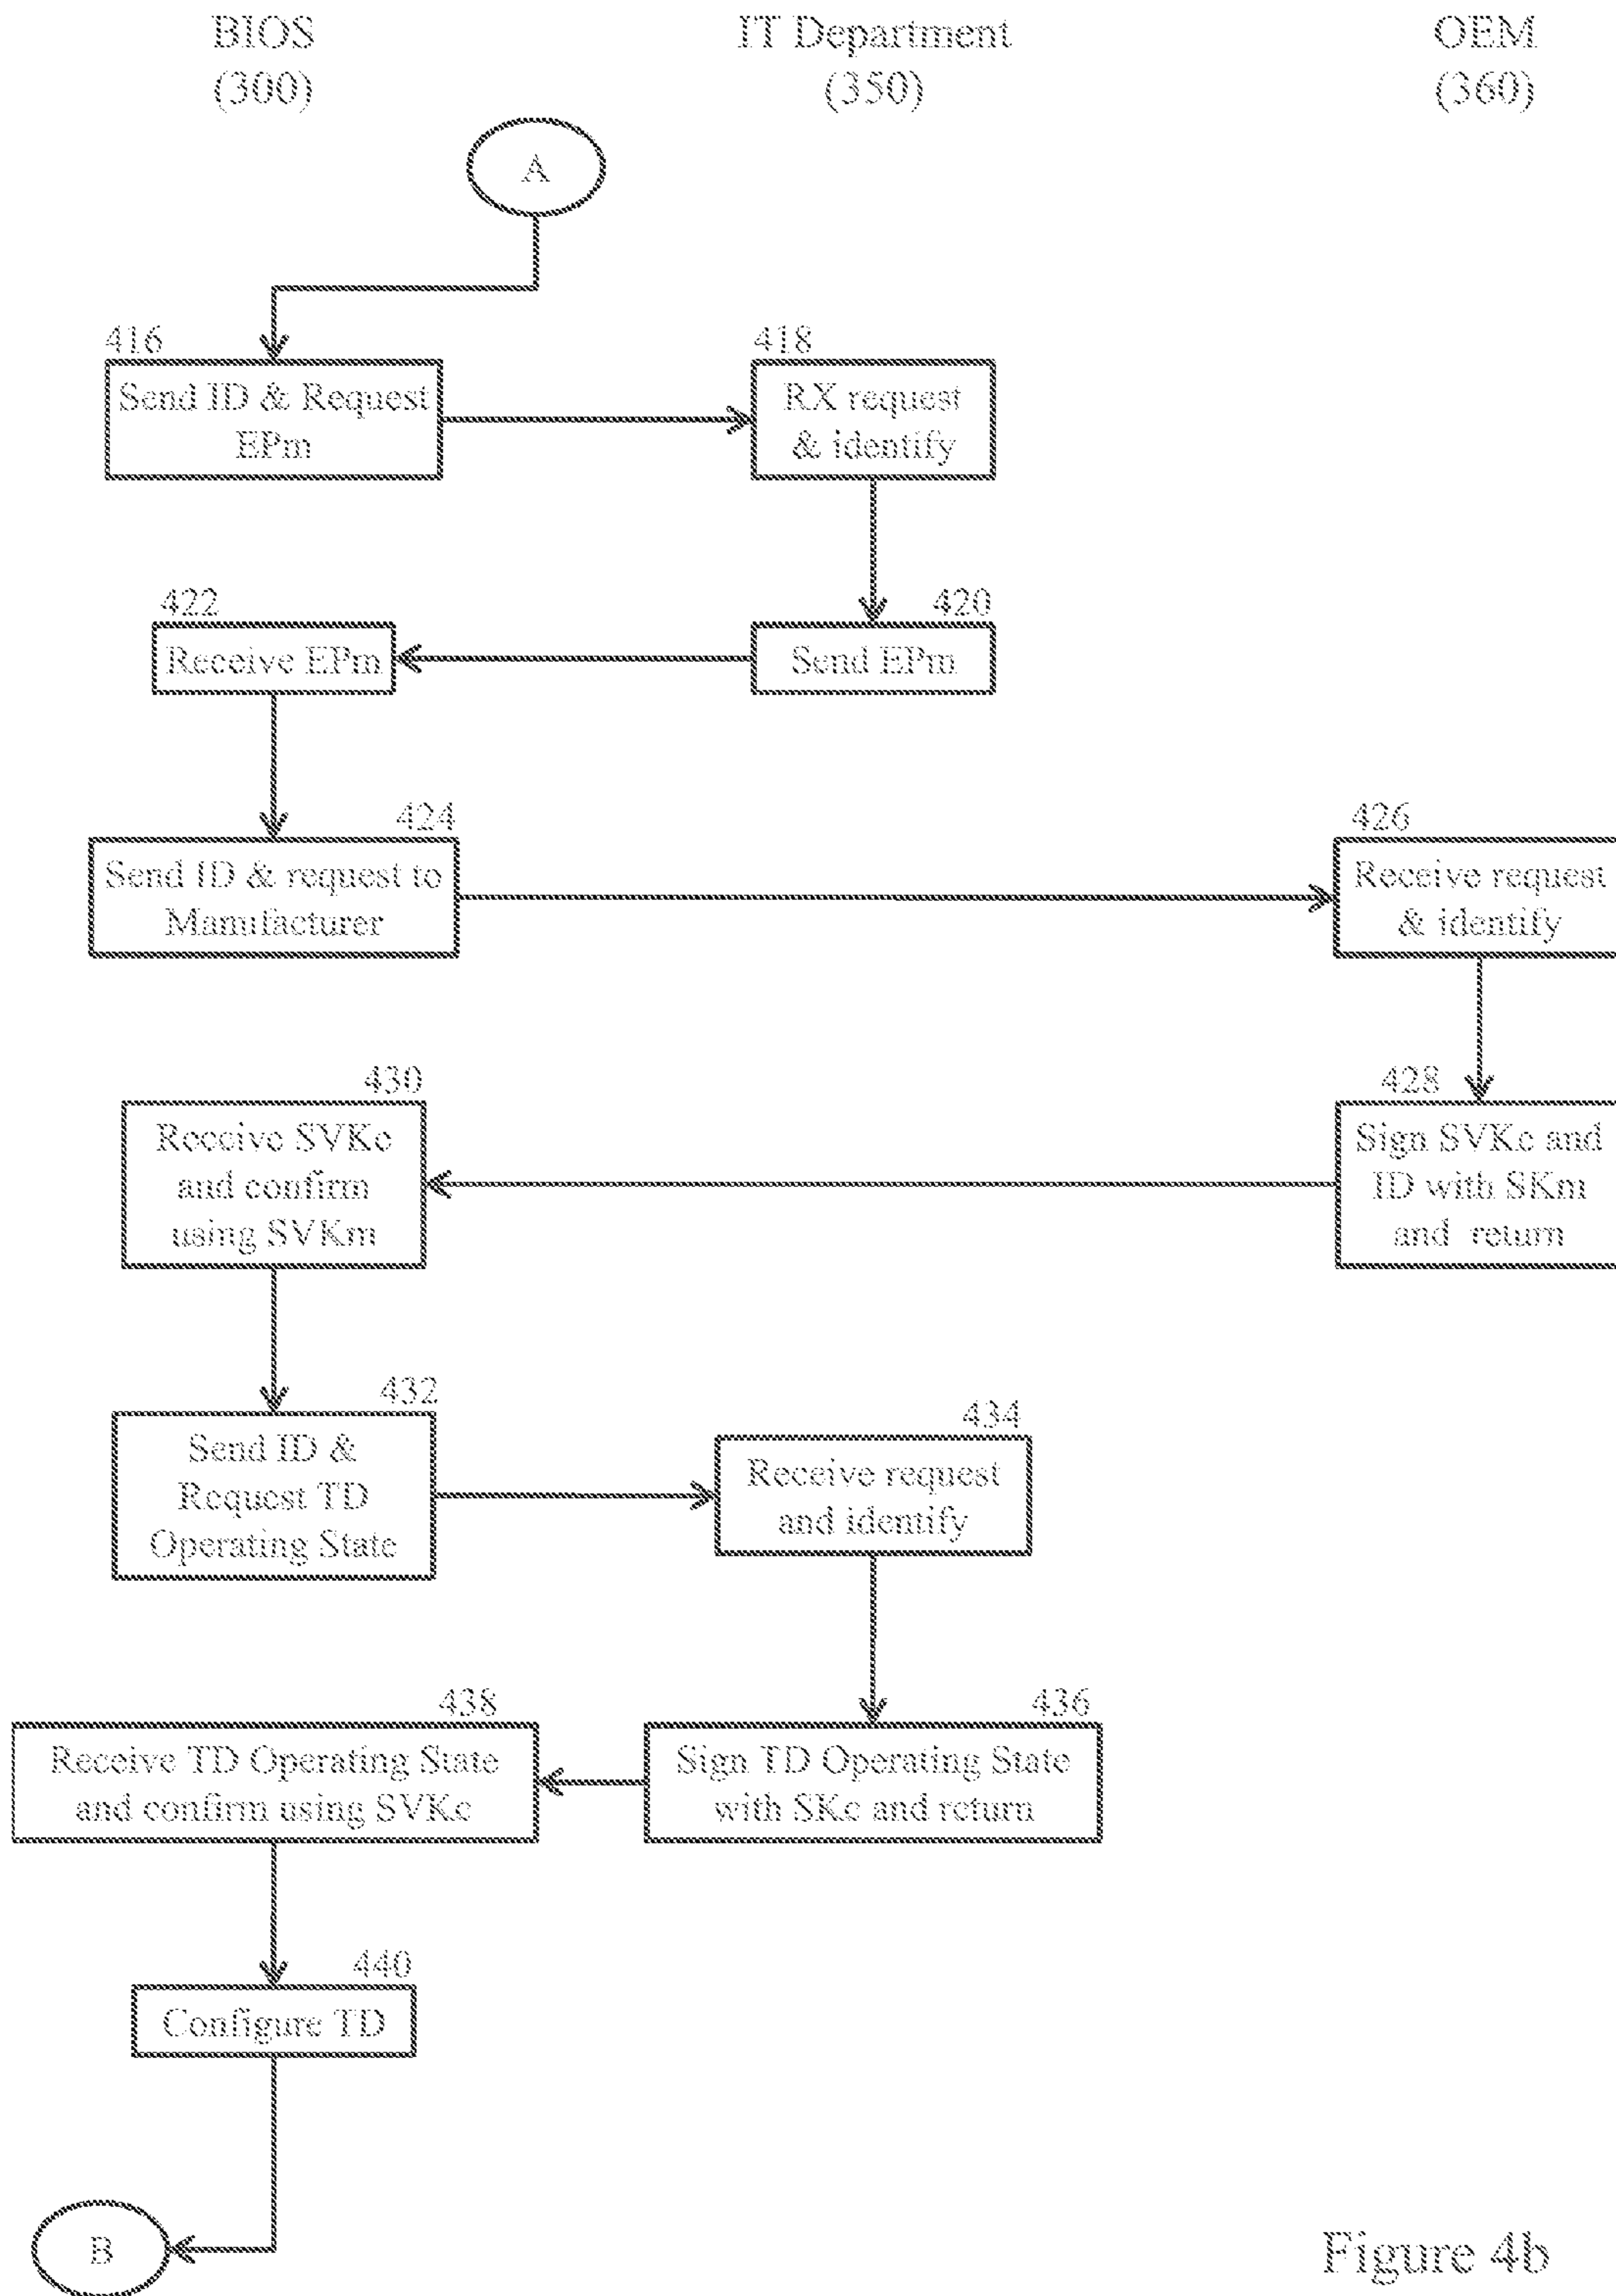 BIOS
(300)
IT Department
(350)
OEM
(360)
A
416
Send ID & Request
EPm
418
RX request
& identify
422
Receive EPm
420
Send EPm
424
Send ID & request to
Manufacturer
426
Receive request
& identify
430
Receive SVKc
and confirm
using SVKm
428
Sign SVKc and
ID with SKm
and return
432
Send ID &
Request TD
Operating State
434
Receive request
and identify
438
Receive TD Operating State
and confirm using SVKc
436
Sign TD Operating State
with SKc and return
440
Configure TD
B
Figure 4b